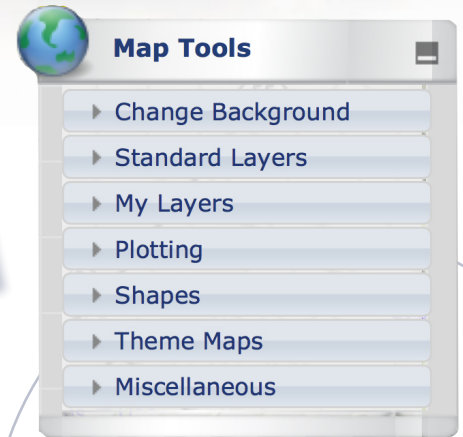 Map Tools
Change Background
Standard Layers
My Layers
Plotting
Shapes
Theme Maps
Miscellaneous